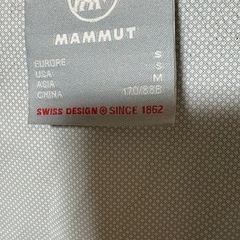 MAMMUT
EUROPE: S
USA: S
ASIA M
CHINA 170/88B
SWISS DESIGN SINCE 1862